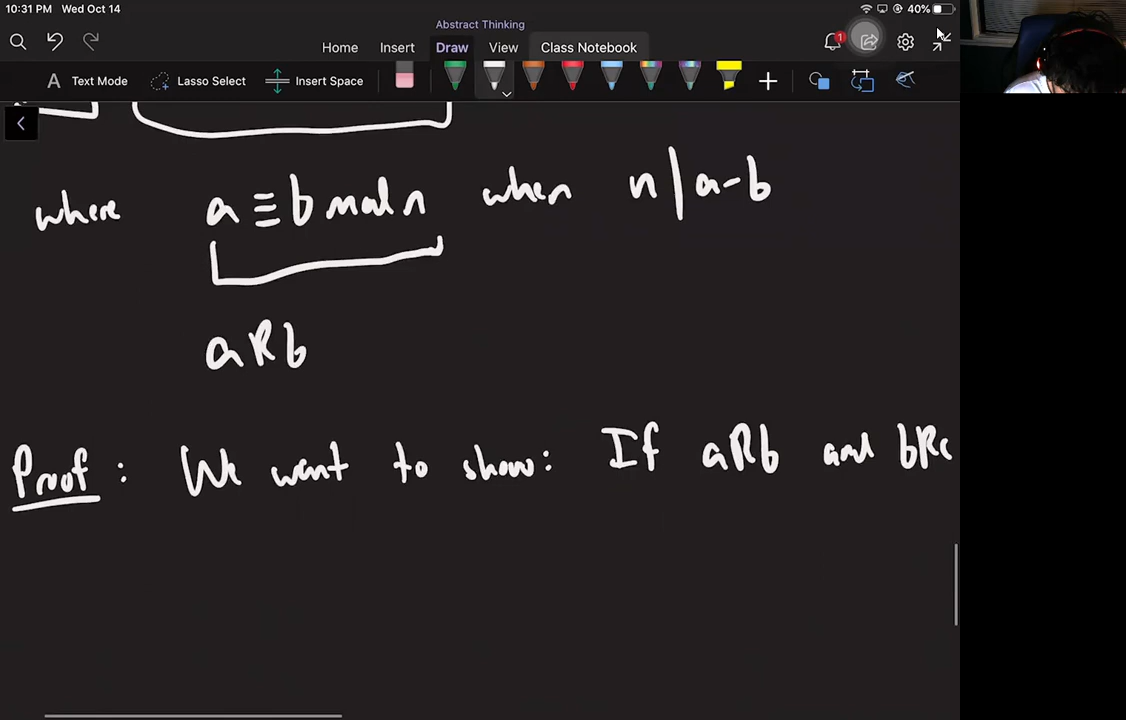 10:31 PM Wed Oct 14
40%
Abstract Thinking
Home Insert Draw View Class Notebook
1
Text Mode Lasso Select Insert Space
where a ≡ b mod n when n | a-b
aRb
Proof : We want to show: If aRb and bRc